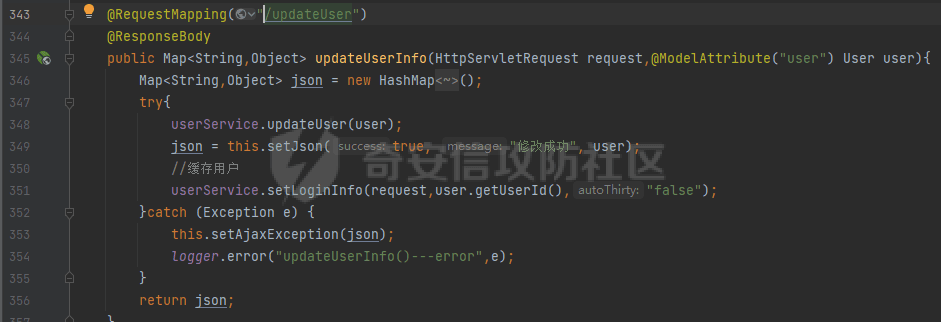 343 @RequestMapping("/updateUser")
344 @ResponseBody
345 public Map<String,Object> updateUserInfo(HttpServletRequest request,@ModelAttribute("user") User user){
346 Map<String,Object> json = new HashMap<~>();
347 try{
348 userService.updateUser(user);
349 json = this.setJson( success: true, message: "修改成功", user);
350 //缓存用户
351 userService.setLoginInfo(request,user.getUserId(), autoThirty: "false");
352 }catch (Exception e) {
353 this.setAjaxException(json);
354 logger.error("updateUserInfo()---error",e);
355 }
356 return json;
357 }
奇安信攻防社区